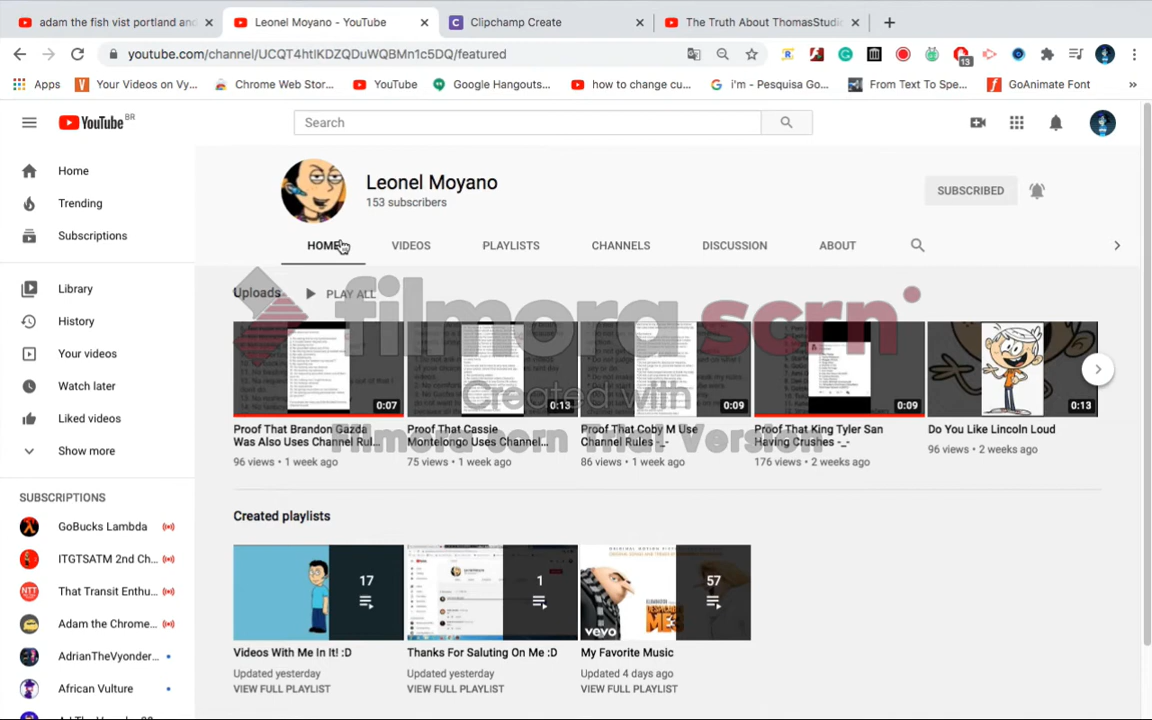 adam the fish vist portland and
Leonel Moyano - YouTube
Clipchamp Create
The Truth About ThomasStudi
youtube.com/channel/UCQT4htlKDZQDuWQBMn1c5DQ/featured
13
Apps
Your Videos on Vy...
Chrome Web Stor...
YouTube
Google Hangouts...
how to change cu...
i'm - Pesquisa Go...
From Text To Spe...
GoAnimate Font
YouTube BR
Search
Home
Trending
Subscriptions
Library
History
Your videos
Watch later
Liked videos
Show more
SUBSCRIPTIONS
GoBucks Lambda
ITGTSATM 2nd Ch...
That Transit Enthu...
Adam the Chrome...
AdrianTheVyonder...
African Vulture
Leonel Moyano
153 subscribers
SUBSCRIBED
HOME
VIDEOS
PLAYLISTS
CHANNELS
DISCUSSION
ABOUT
Uploads
PLAY ALL
filmora scrn
Created with
Filmora scrn Trial Version
0:07
0:13
0:09
0:09
0:13
Proof That Brandon Gazda
Was Also Uses Channel Rul...
96 views • 1 week ago
Proof That Cassie
Montelongo Uses Channel...
75 views • 1 week ago
Proof That Coby M Use
Channel Rules -_-
86 views • 1 week ago
Proof That King Tyler San
Having Crushes -_-
176 views • 2 weeks ago
Do You Like Lincoln Loud
96 views • 2 weeks ago
Created playlists
17
1
57
vevo
Videos With Me In It! :D
Updated yesterday
VIEW FULL PLAYLIST
Thanks For Saluting On Me :D
Updated yesterday
VIEW FULL PLAYLIST
My Favorite Music
Updated 4 days ago
VIEW FULL PLAYLIST